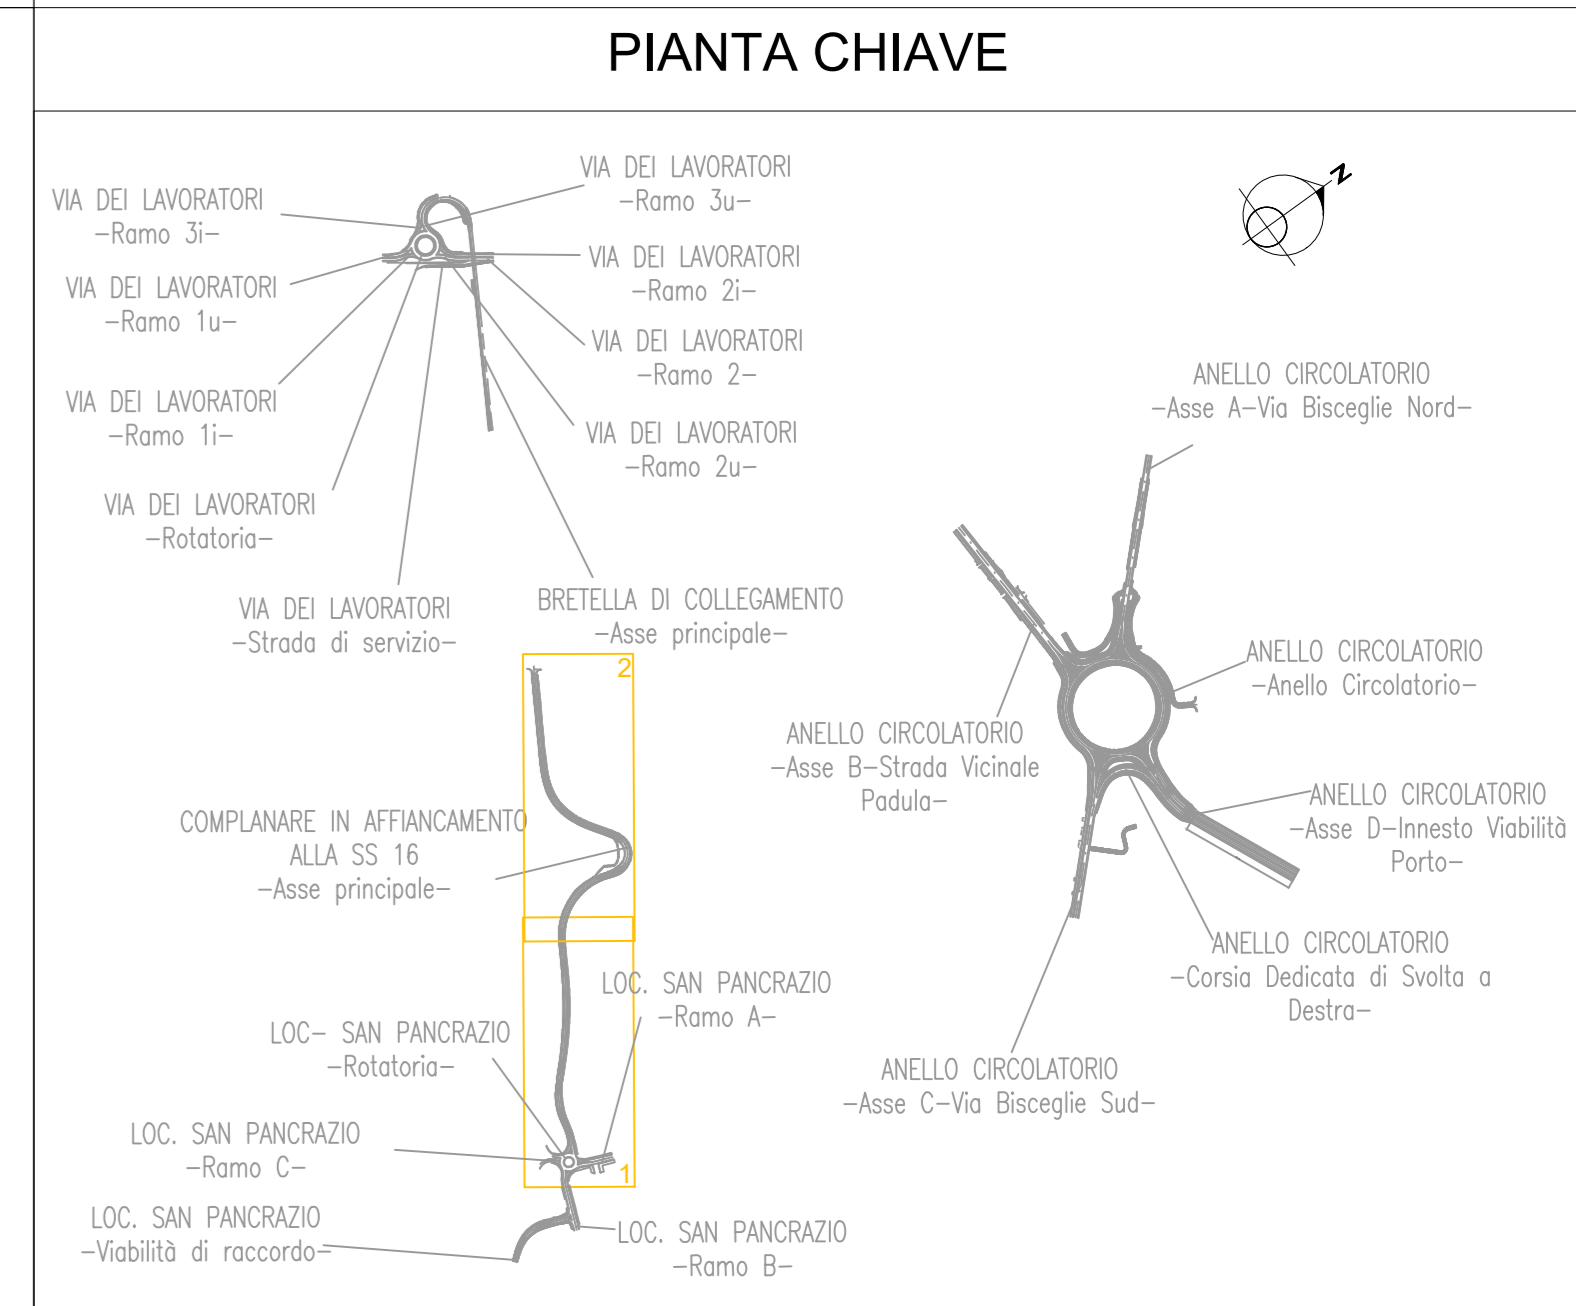 PIANTA CHIAVE
VIA DEI LAVORATORI
-Ramo 3i-
VIA DEI LAVORATORI
-Ramo 3u-
N
VIA DEI LAVORATORI
-Ramo 1u-
VIA DEI LAVORATORI
-Ramo 2i-
VIA DEI LAVORATORI
-Ramo 2-
VIA DEI LAVORATORI
-Ramo 1i-
VIA DEI LAVORATORI
-Ramo 2u-
VIA DEI LAVORATORI
-Rotatoria-
VIA DEI LAVORATORI
-Strada di servizio-
BRETELLA DI COLLEGAMENTO
-Asse principale-
2
COMPLANARE IN AFFIANCAMENTO
ALLA SS 16
-Asse principale-
LOC. SAN PANCRAZIO
-Ramo A-
LOC- SAN PANCRAZIO
-Rotatoria-
LOC. SAN PANCRAZIO
-Ramo C-
1
LOC. SAN PANCRAZIO
-Viabilità di raccordo-
LOC. SAN PANCRAZIO
-Ramo B-
ANELLO CIRCOLATORIO
-Asse A-Via Bisceglie Nord-
ANELLO CIRCOLATORIO
-Anello Circolatorio-
ANELLO CIRCOLATORIO
-Asse B-Strada Vicinale
Padula-
ANELLO CIRCOLATORIO
-Asse D-Innesto Viabilità
Porto-
ANELLO CIRCOLATORIO
-Corsia Dedicata di Svolta a
Destra-
ANELLO CIRCOLATORIO
-Asse C-Via Bisceglie Sud-